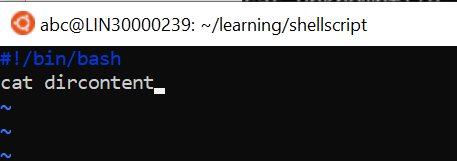 abc@LIN30000239: ~/learning/shellscript
#!/bin/bash
cat dircontent
~
~
~